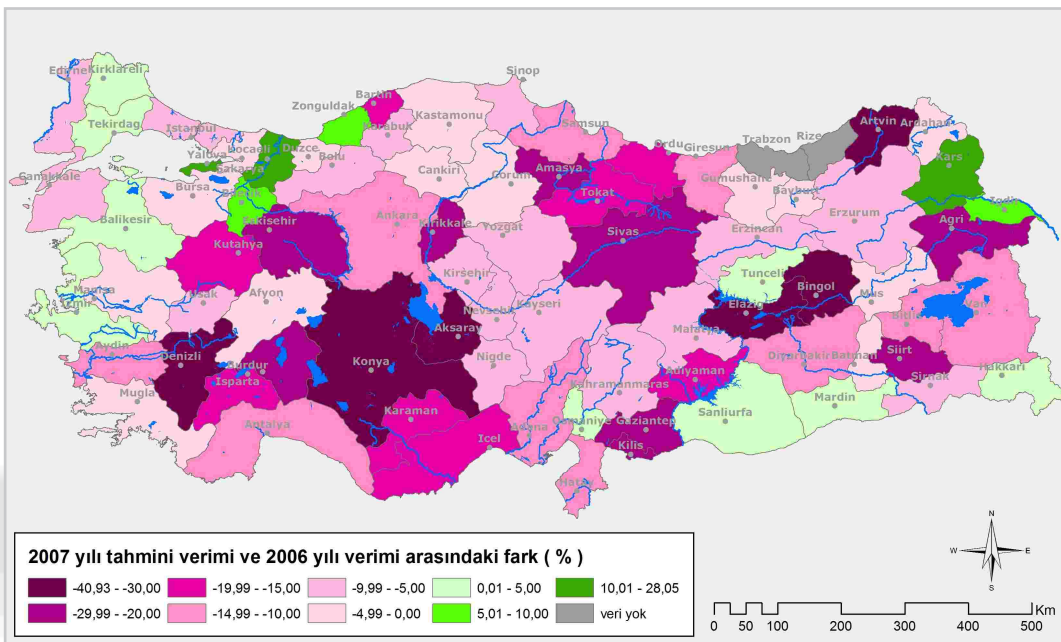 Sinop
Edirne Kirklareli
Bartin
Zonguldak
Kastamonu
Tekirdag
Istanbul
Karabuk
Samsun
Artvin
Ardahan
Kocaeli
Duzce
Yalova
Sakarya
Bolu
Ordu
Giresun
Trabzon
Rize
Kars
Canakkale
Bursa
Bilecik
Cankiri
Corum
Amasya
Tokat
Gumushane
Bayburt
Balikesir
Eskisehir
Ankara
Kirikkale
Yozgat
Sivas
Erzincan
Erzurum
Igdir
Agri
Kutahya
Kirsehir
Tunceli
Bingol
Mus
Manisa
Izmir
Usak
Afyon
Nevsehir
Kayseri
Elazig
Malatya
Bitlis
Van
Aksaray
Aydin
Denizli
Burdur
Isparta
Konya
Nigde
Kahramanmaras
Adiyaman
Diyarbakir
Batman
Siirt
Sirnak
Hakkari
Mugla
Antalya
Karaman
Icel
Adana
Osmaniye
Gaziantep
Kilis
Sanliurfa
Mardin
Hatay
2007 yılı tahmini verimi ve 2006 yılı verimi arasındaki fark ( % )
-40,93 - -30,00 -19,99 - -15,00 -9,99 - -5,00 0,01 - 5,00 10,01 - 28,05
-29,99 - -20,00 -14,99 - -10,00 -4,99 - 0,00 5,01 - 10,00 veri yok
N
W E
S
Km
0 50 100 200 300 400 500